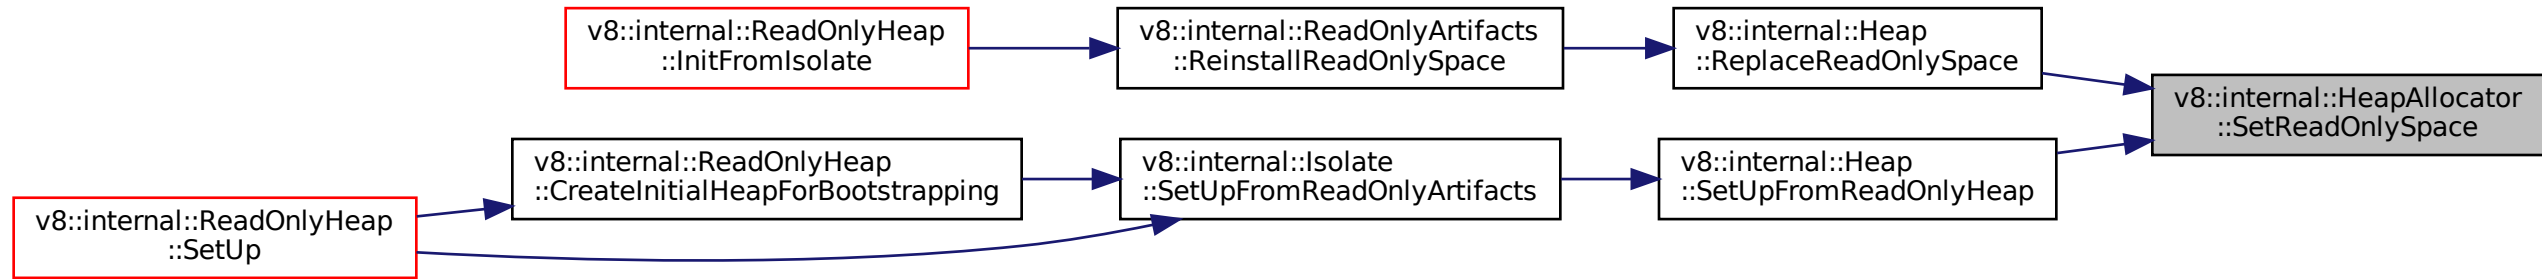 v8::internal::ReadOnlyHeap
::InitFromIsolate
v8::internal::ReadOnlyArtifacts
::ReinstallReadOnlySpace
v8::internal::Heap
::ReplaceReadOnlySpace
v8::internal::HeapAllocator
::SetReadOnlySpace
v8::internal::ReadOnlyHeap
::CreateInitialHeapForBootstrapping
v8::internal::Isolate
::SetUpFromReadOnlyArtifacts
v8::internal::Heap
::SetUpFromReadOnlyHeap
v8::internal::ReadOnlyHeap
::SetUp